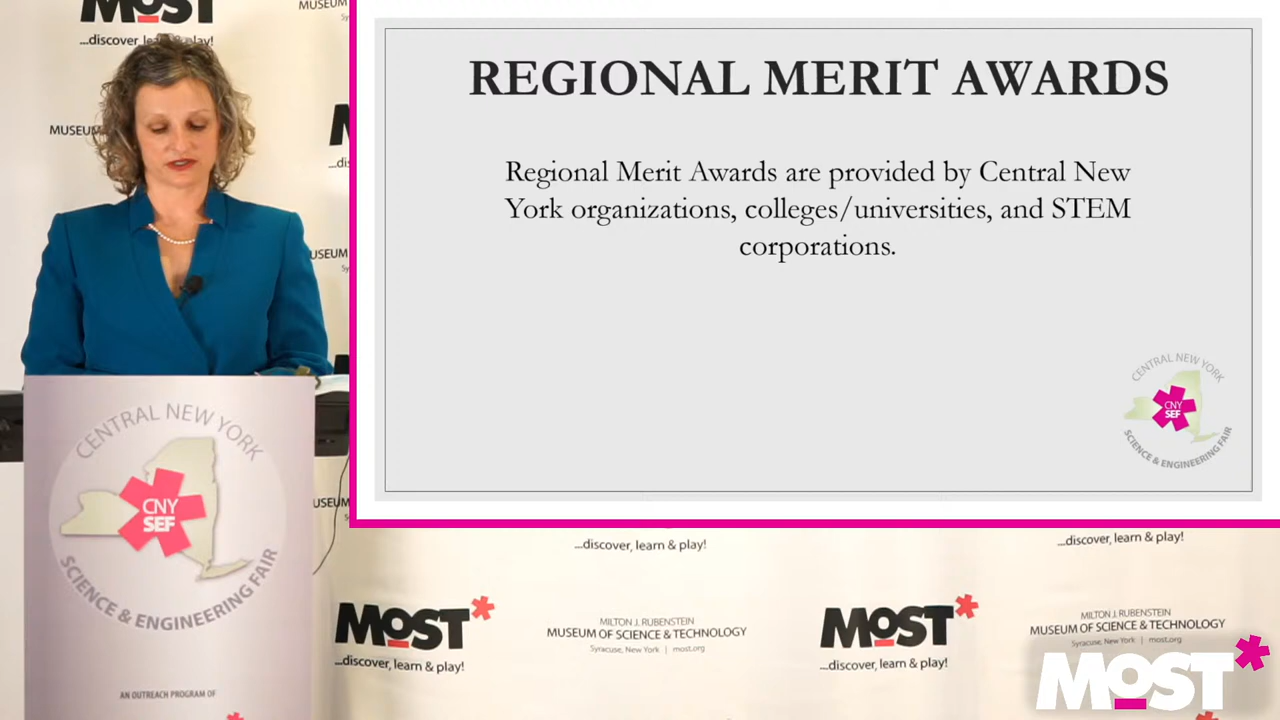 MOST
...discover learn & play!
MUSEUM
MUSEUM
REGIONAL MERIT AWARDS
Regional Merit Awards are provided by Central New
York organizations, colleges/universities, and STEM
corporations.
CENTRAL NEW YORK
CNY
SEF
SCIENCE & ENGINEERING FAIR
CENTRAL NEW YORK
CNY
SEF
SCIENCE & ENGINEERING FAIR
AN OUTREACH PROGRAM OF
...discover, learn & play!
...discover, learn & play!
MOST*
...discover, learn & play!
MILTON J. RUBENSTEIN
MUSEUM OF SCIENCE & TECHNOLOGY
Syracuse, New York | most.org
MOST*
...discover, learn & play!
MILTON J. RUBENSTEIN
MUSEUM OF SCIENCE & TECHNOLOGY
Syracuse, New York | most.org
MOST*